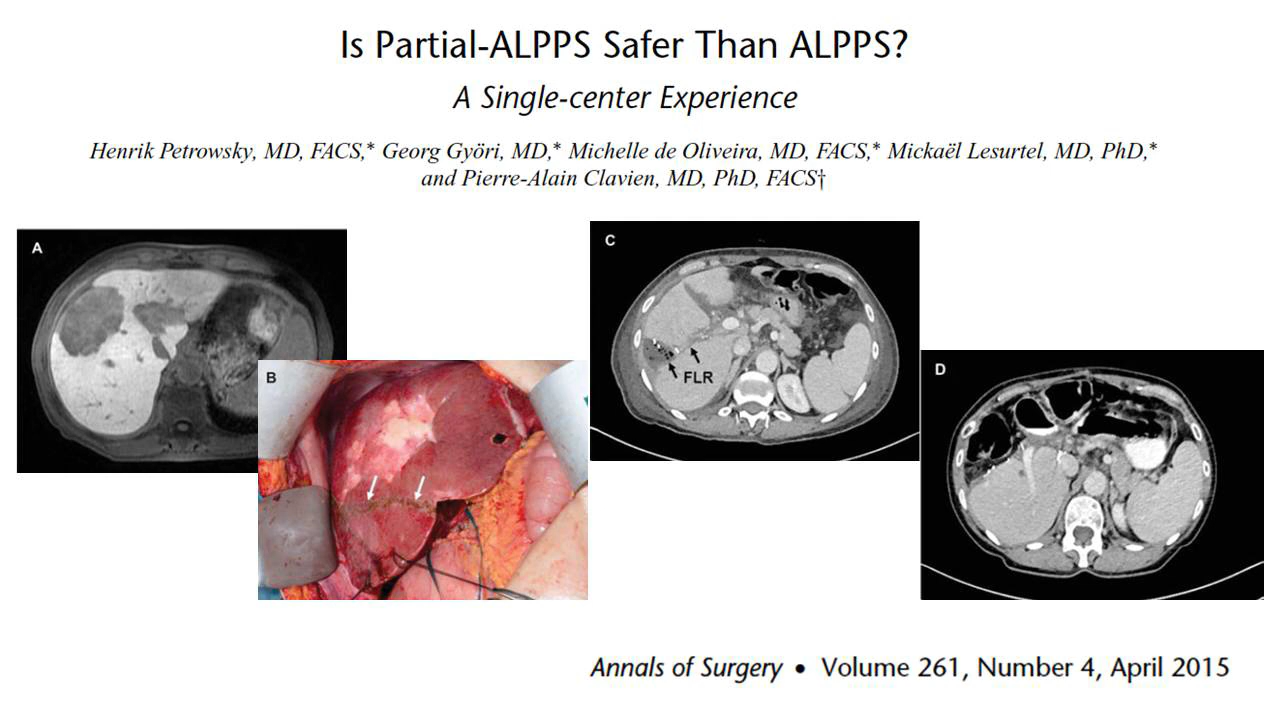 Is Partial-ALPPS Safer Than ALPPS?
A Single-center Experience
Henrik Petrowsky, MD, FACS,* Georg Györi, MD,* Michelle de Oliveira, MD, FACS,* Mickaël Lesurtel, MD, PhD,*
and Pierre-Alain Clavien, MD, PhD, FACS†
A
B
C
FLR
D
Annals of Surgery • Volume 261, Number 4, April 2015